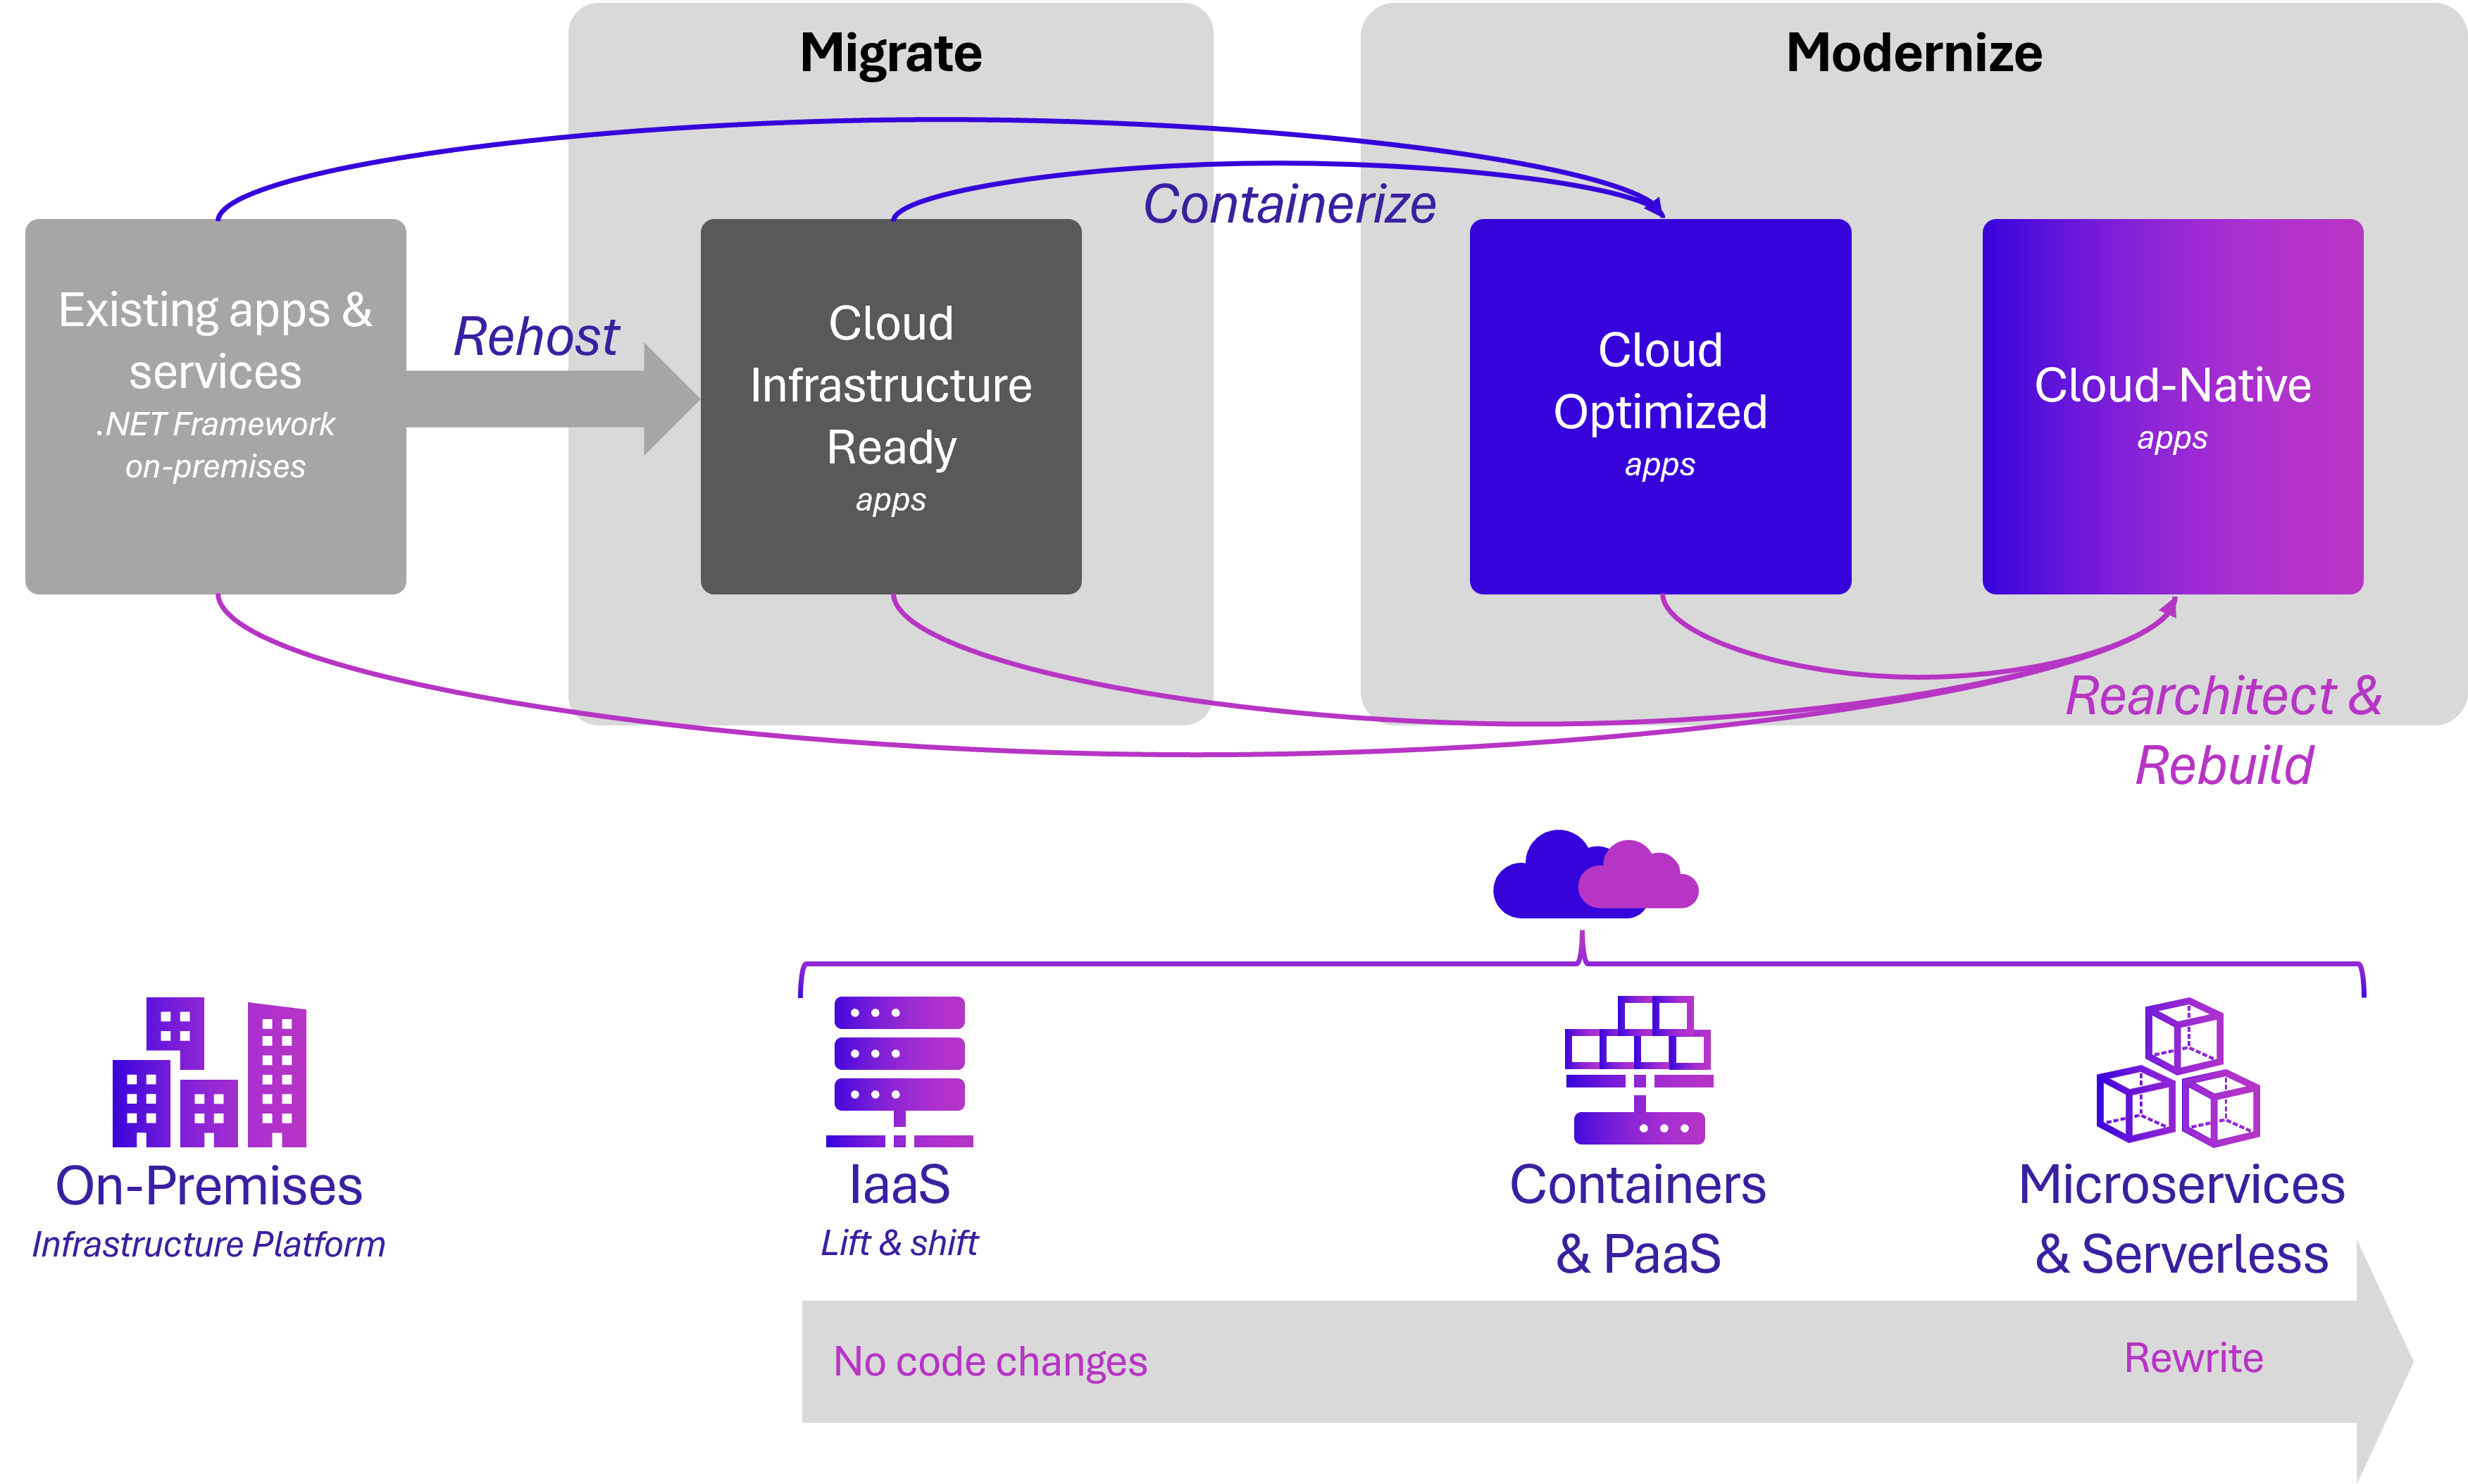 Migrate
Modernize
Containerize
Existing apps &
services
.NET Framework
on-premises
Rehost
Cloud
Infrastructure
Ready
apps
Cloud
Optimized
apps
Cloud-Native
apps
Rearchitect &
Rebuild
On-Premises
Infrastructure Platform
IaaS
Lift & shift
Containers
& PaaS
Microservices
& Serverless
No code changes
Rewrite